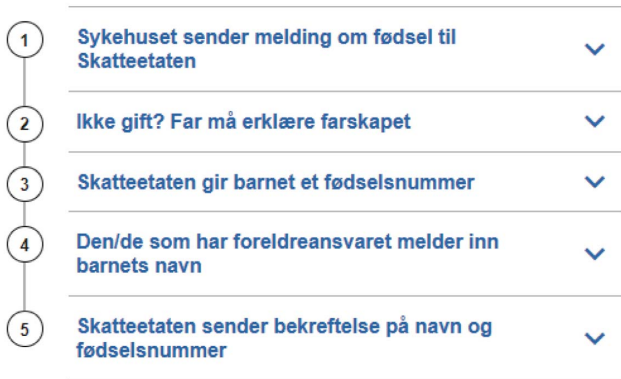 1
Sykehuset sender melding om fødsel til
Skatteetaten
2
Ikke gift? Far må erklære farskapet
3
Skatteetaten gir barnet et fødselsnummer
4
Den/de som har foreldreansvaret melder inn
barnets navn
5
Skatteetaten sender bekreftelse på navn og
fødselsnummer